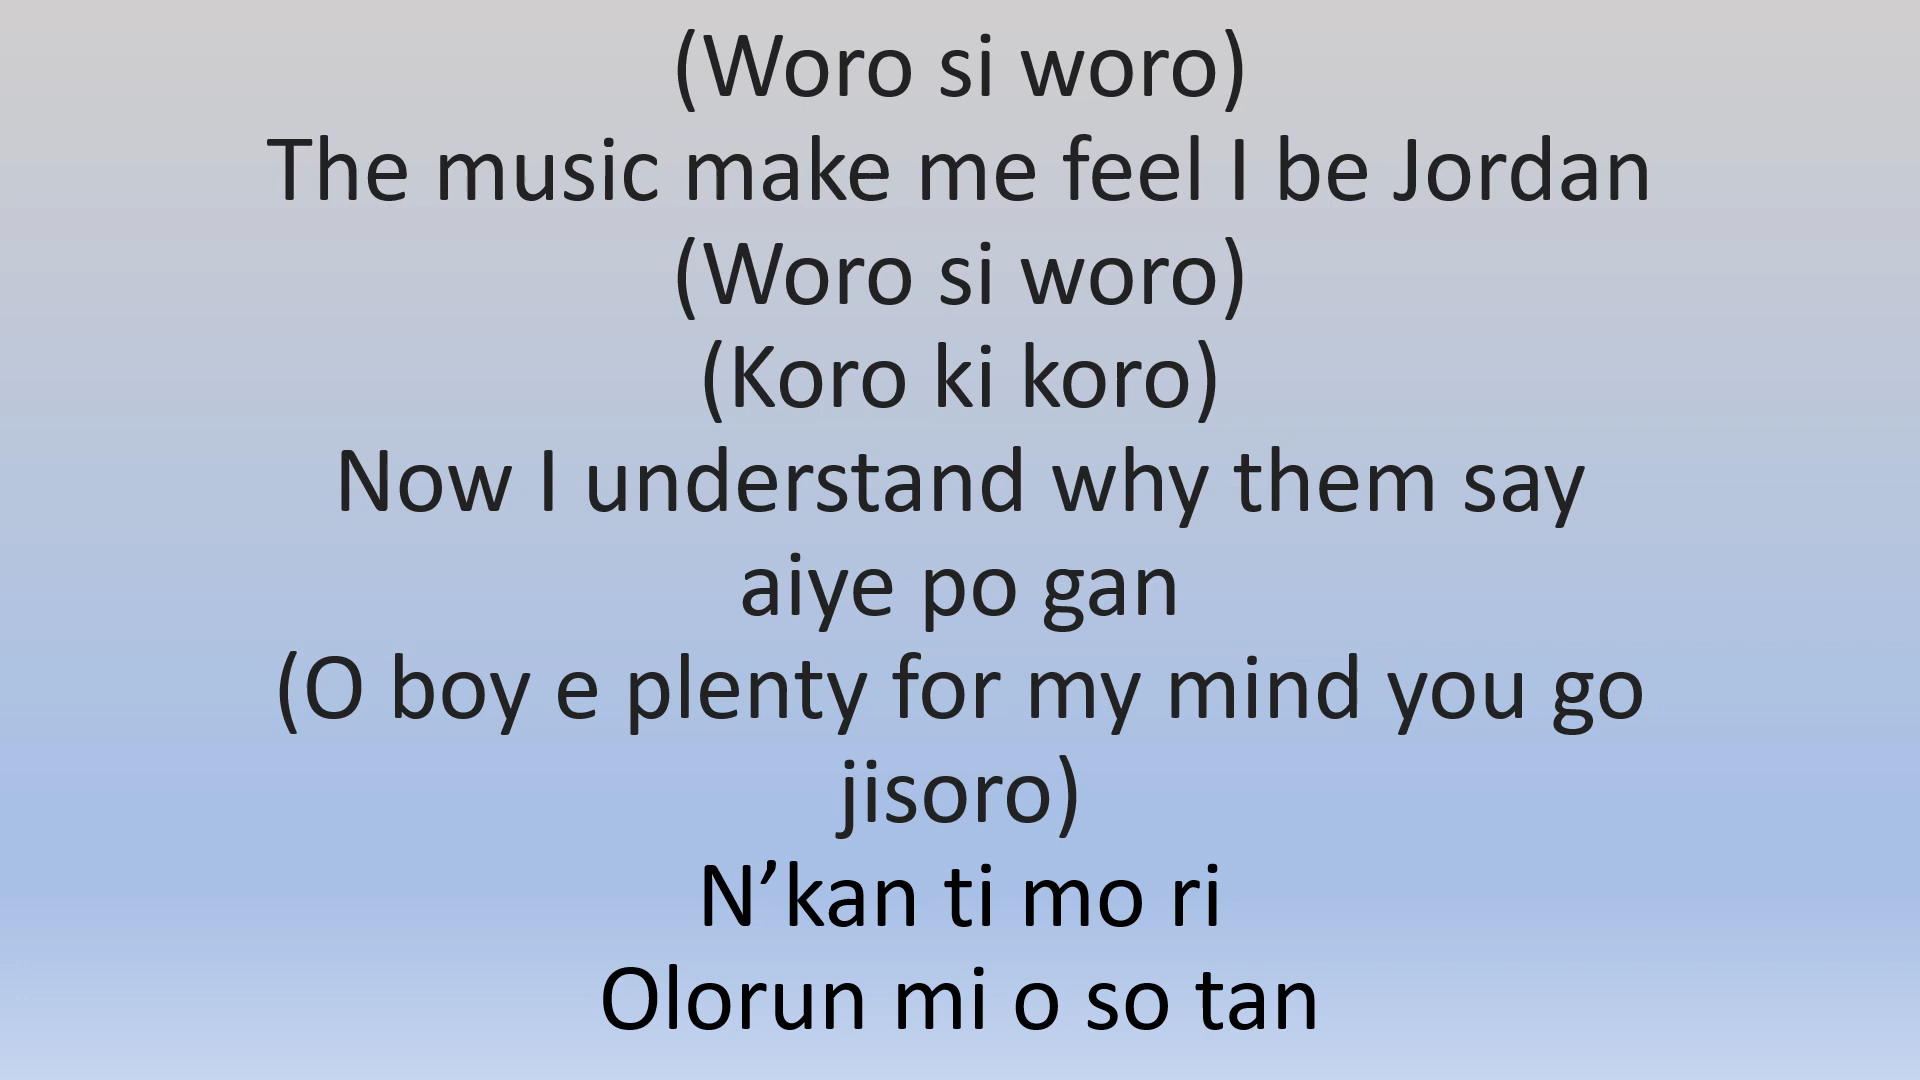 (Woro si woro)
The music make me feel I be Jordan
(Woro si woro)
(Koro ki koro)
Now I understand why them say
aiye po gan
(O boy e plenty for my mind you go
jisoro)
N’kan ti mo ri
Olorun mi o so tan